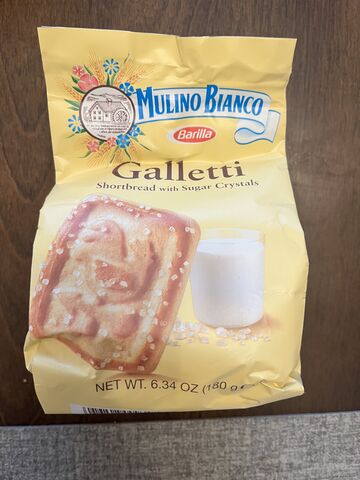 MULINO BIANCO
Barilla
Galletti
Shortbread with Sugar Crystals
NET WT. 6.34 OZ (180 g